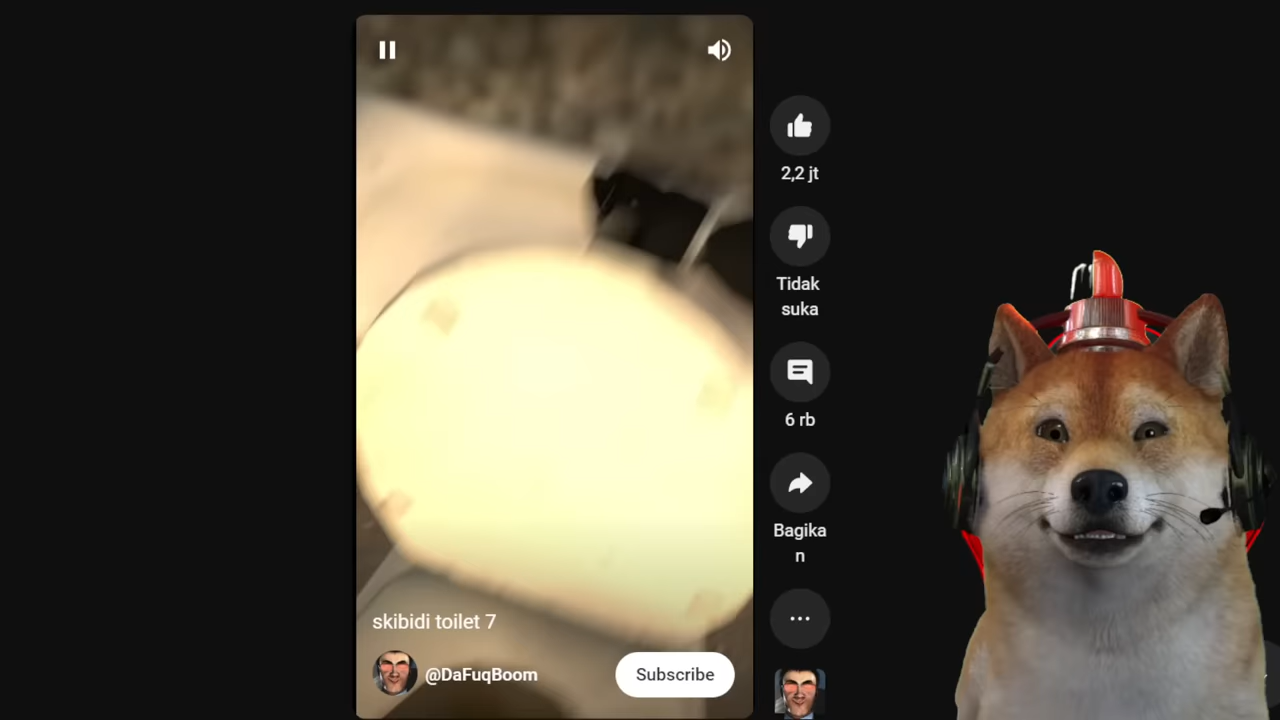 2,2 jt
Tidak
suka
6 rb
Bagika
n
skibidi toilet 7
@DaFuqBoom
Subscribe